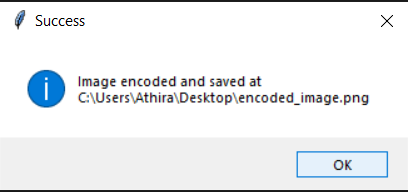 Success
Image encoded and saved at
C:\Users\Athira\Desktop\encoded_image.png
OK